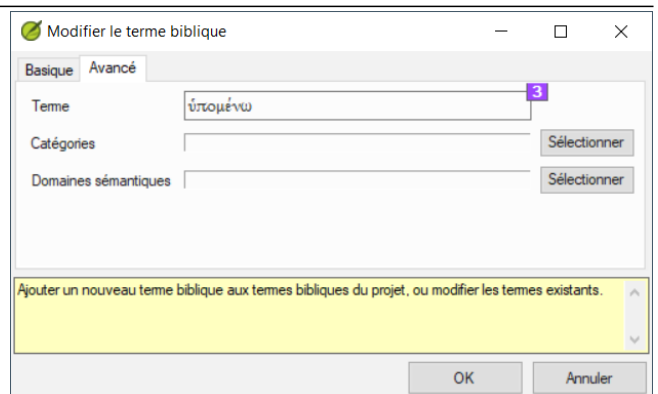 Modifier le terme biblique
Basique Avancé
Terme ὑπομένω 3
Catégories Sélectionner
Domaines sémantiques Sélectionner
Ajouter un nouveau terme biblique aux termes bibliques du projet, ou modifier les termes existants.
OK Annuler